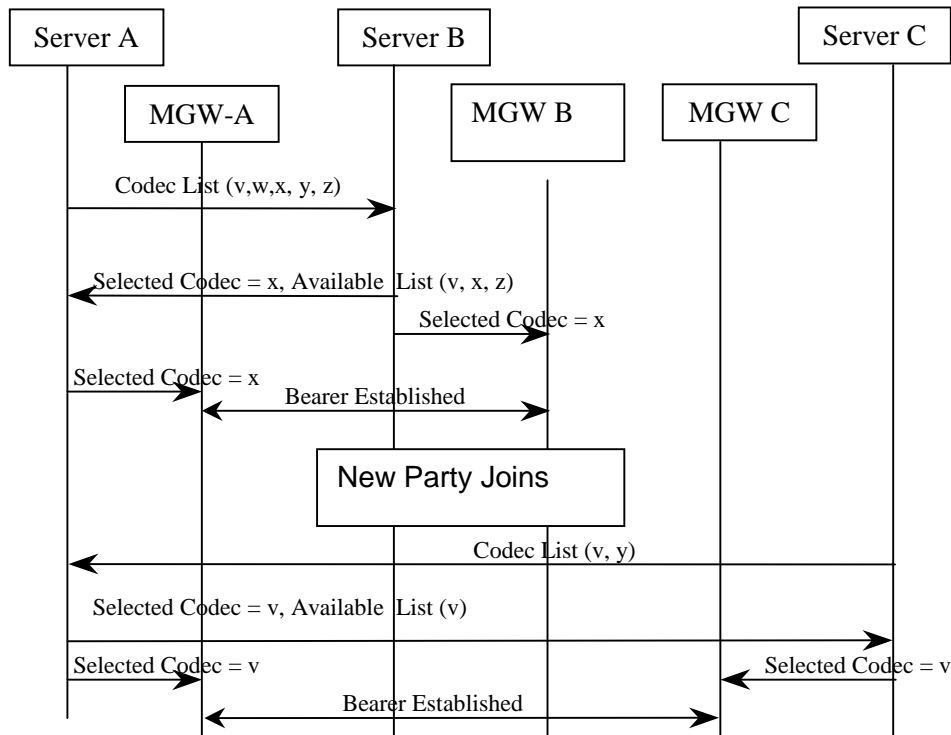 Server A
Server B
Server C
MGW-A
MGW B
MGW C
Codec List (v,w,x, y, z)
Selected Codec = x, Available List (v, x, z)
Selected Codec = x
Selected Codec = x
Bearer Established
New Party Joins
Codec List (v, y)
Selected Codec = v, Available List (v)
Selected Codec = v
Selected Codec = v
Bearer Established